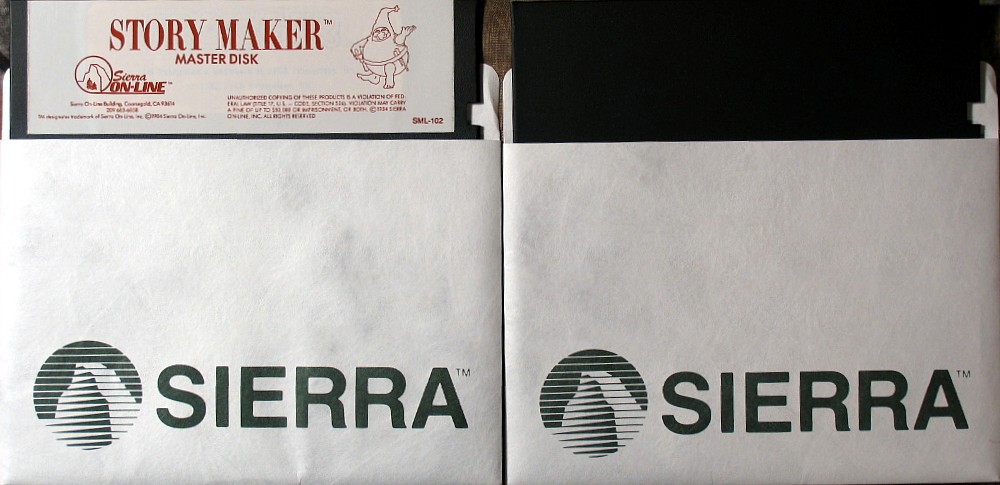 STORY MAKER™
MASTER DISK
Sierra
ON-LINE™
Sierra On-Line Building, Coarsegold, CA 93614
209-683-6858
TM designates trademark of Sierra On-Line, Inc. ©1984 Sierra On-Line, Inc.
UNAUTHORIZED COPYING OF THESE PRODUCTS IS A VIOLATION OF FED-
ERAL LAW (TITLE 17, U.S. CODE, SECTION 506). VIOLATION MAY CARRY
A FINE OF UP TO $50,000 OR IMPRISONMENT, OR BOTH. ©1984 SIERRA
ON-LINE, INC. ALL RIGHTS RESERVED
SML-102
SIERRA™
SIERRA™